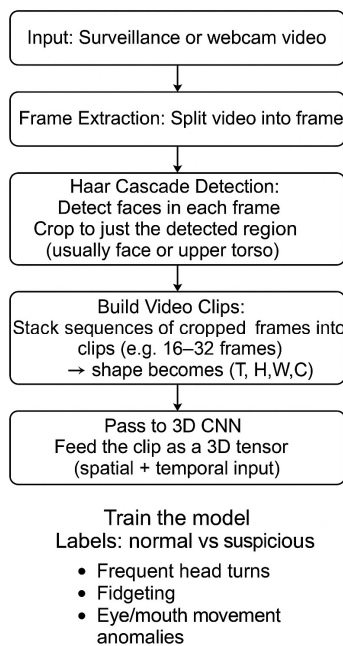 Input: Surveillance or webcam video
Frame Extraction: Split video into frame
Haar Cascade Detection:
Detect faces in each frame
Crop to just the detected region
(usually face or upper torso)
Build Video Clips:
Stack sequences of cropped frames into
clips (e.g. 16–32 frames)
→ shape becomes (T, H,W,C)
Pass to 3D CNN
Feed the clip as a 3D tensor
(spatial + temporal input)
Train the model
Labels: normal vs suspicious
• Frequent head turns
• Fidgeting
• Eye/mouth movement
anomalies